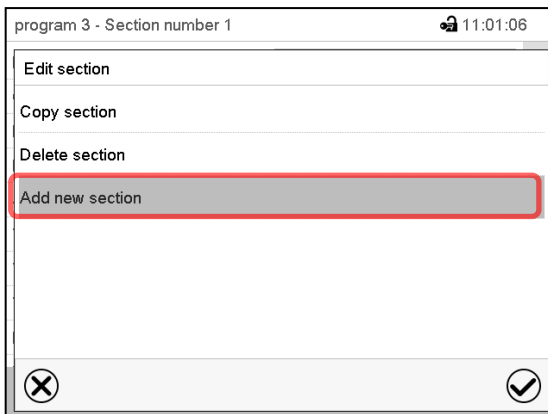 program 3 - Section number 1 11:01:06
Edit section
Copy section
Delete section
Add new section